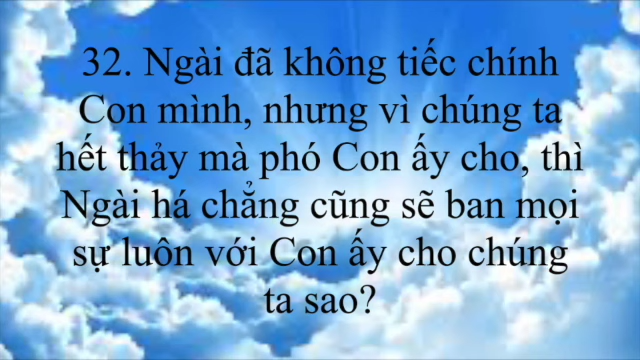 32. Ngài đã không tiếc chính
Con mình, nhưng vì chúng ta
hết thảy mà phó Con ấy cho, thì
Ngài há chẳng cũng sẽ ban mọi
sự luôn với Con ấy cho chúng
ta sao?